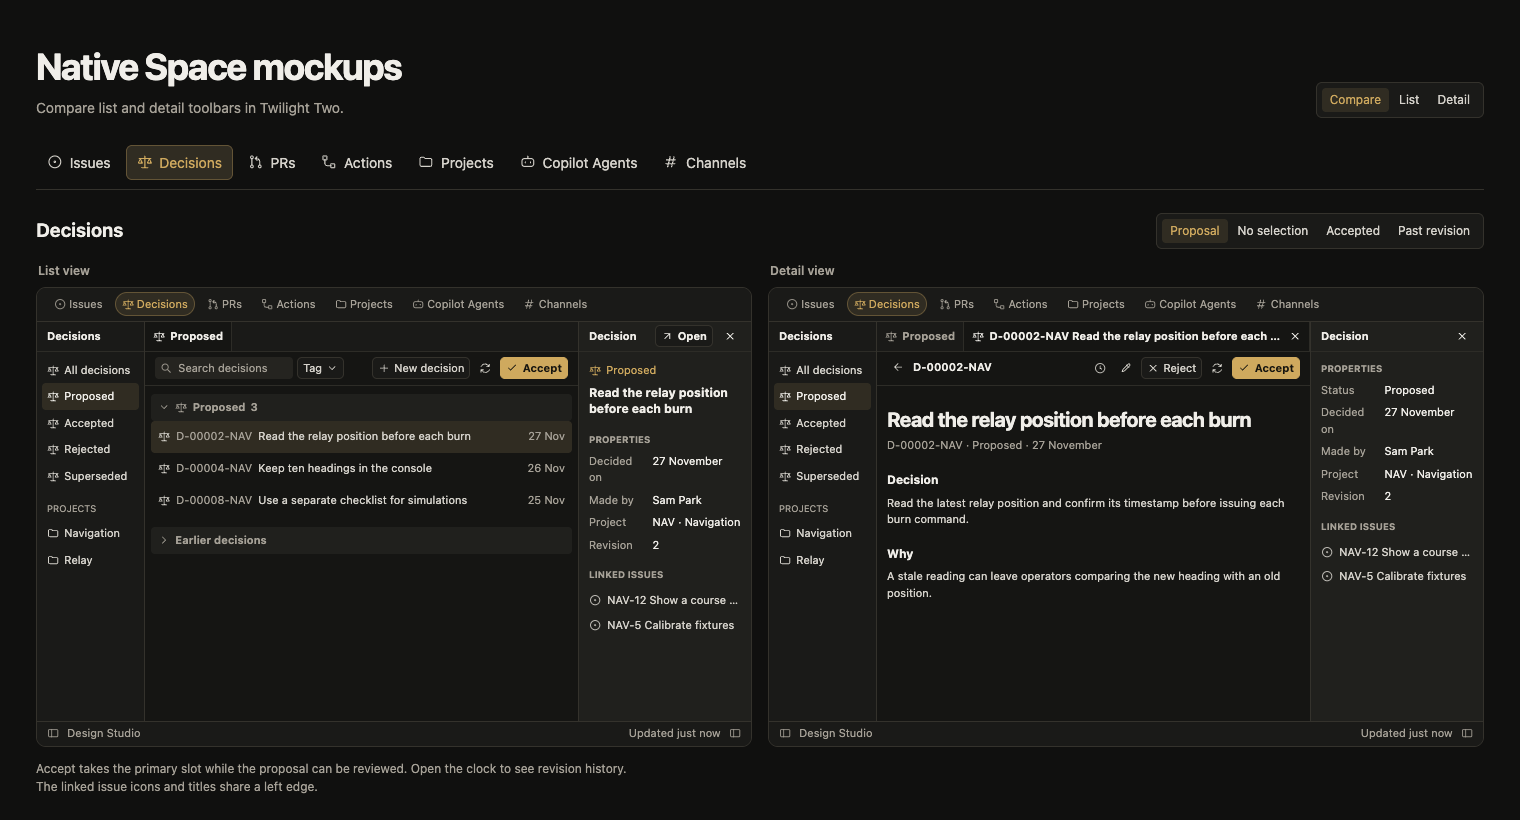 Native Space mockups
Compare list and detail toolbars in Twilight Two.
Compare List Detail
Issues Decisions PRs Actions Projects Copilot Agents # Channels
Decisions
Proposal No selection Accepted Past revision
List view
Issues Decisions PRs Actions Projects Copilot Agents # Channels
Decisions
All decisions
Proposed
Accepted
Rejected
Superseded
PROJECTS
Navigation
Relay
Proposed
Search decisions Tag + New decision Accept
Proposed 3
D-00002-NAV Read the relay position before each burn 27 Nov
D-00004-NAV Keep ten headings in the console 26 Nov
D-00008-NAV Use a separate checklist for simulations 25 Nov
Earlier decisions
Decision Open
Proposed
Read the relay position
before each burn
PROPERTIES
Decided 27 November
on
Made by Sam Park
Project NAV · Navigation
Revision 2
LINKED ISSUES
NAV-12 Show a course ...
NAV-5 Calibrate fixtures
Design Studio Updated just now
Detail view
Issues Decisions PRs Actions Projects Copilot Agents # Channels
Decisions
All decisions
Proposed
Accepted
Rejected
Superseded
PROJECTS
Navigation
Relay
Proposed D-00002-NAV Read the relay position before each ...
D-00002-NAV Reject Accept
Read the relay position before each burn
D-00002-NAV · Proposed · 27 November
Decision
Read the latest relay position and confirm its timestamp before issuing each
burn command.
Why
A stale reading can leave operators comparing the new heading with an old
position.
Decision
PROPERTIES
Status Proposed
Decided 27 November
on
Made by Sam Park
Project NAV · Navigation
Revision 2
LINKED ISSUES
NAV-12 Show a course ...
NAV-5 Calibrate fixtures
Design Studio Updated just now
Accept takes the primary slot while the proposal can be reviewed. Open the clock to see revision history.
The linked issue icons and titles share a left edge.